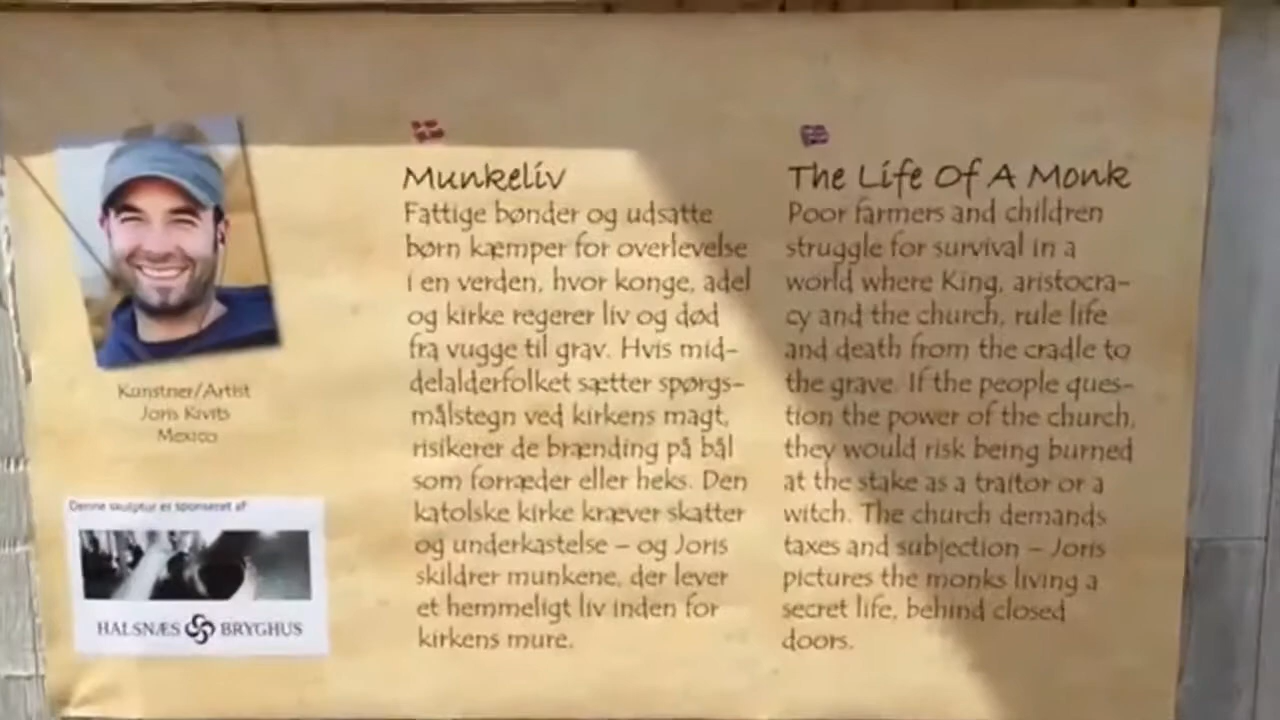 Kunstner/Artist
Joris Kivits
Mexico
Denne skulptur er sponseret af
HALSNÆS BRYGHUS
Munkeliv
Fattige bønder og udsatte
børn kæmper for overlevelse
i en verden, hvor konge, adel
og kirke regerer liv og død
fra vugge til grav. Hvis mid-
delalderfolket sætter spørgs-
målstegn ved kirkens magt,
risikerer de brænding på bål
som forræder eller heks. Den
katolske kirke kræver skatter
og underkastelse – og Joris
skildrer munkene, der lever
et hemmeligt liv inden for
kirkens mure.
The Life Of A Monk
Poor farmers and children
struggle for survival in a
world where King, aristocra-
cy and the church, rule life
and death from the cradle to
the grave. If the people ques-
tion the power of the church,
they would risk being burned
at the stake as a traitor or a
witch. The church demands
taxes and subjection – Joris
pictures the monks living a
secret life, behind closed
doors.